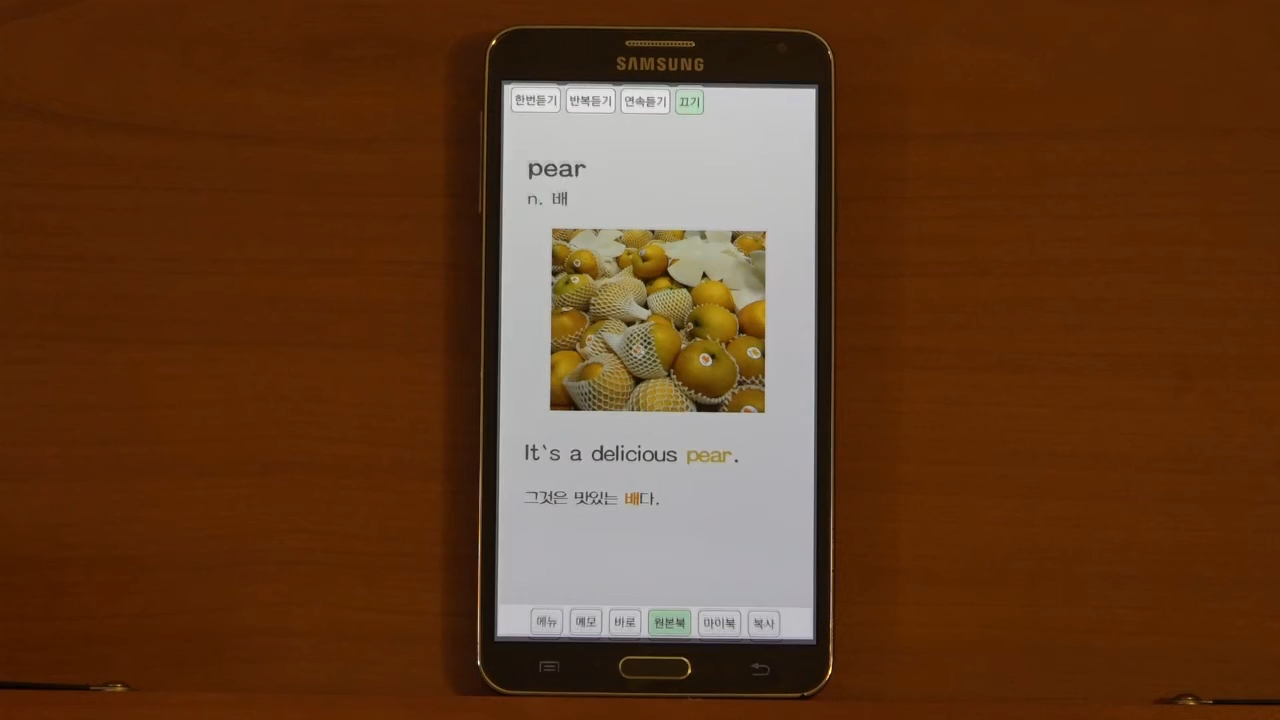 SAMSUNG
한번듣기 반복듣기 연속듣기 끄기
pear
n. 배
It`s a delicious pear.
그것은 맛있는 배다.
메뉴 메모 바로 원본북 마이북 복사